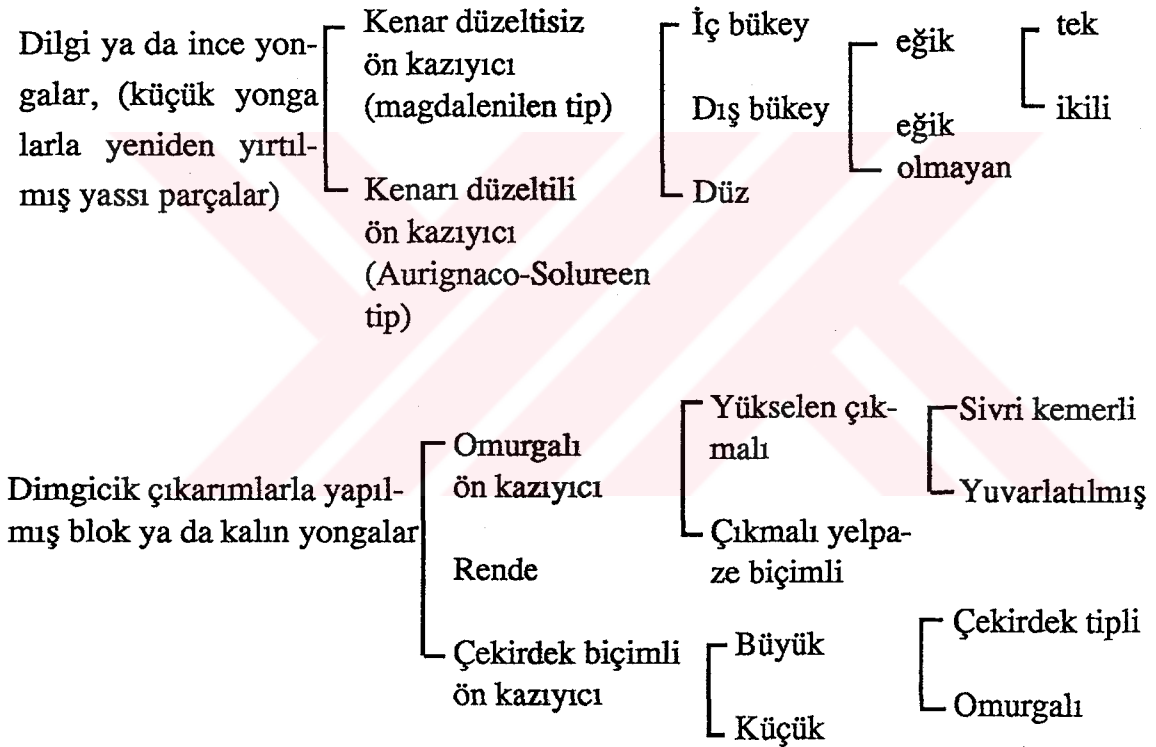 Dilgi ya da ince yon-
galar, (küçük yonga
larla yeniden yırtıl-
mış yassı parçalar)
Kenar düzeltisiz
ön kazıyıcı
(magdalenilen tip)
Kenarı düzeltili
ön kazıyıcı
(Aurignaco-Solureen
tip)
İç bükey
Dış bükey
Düz
eğik
eğik
olmayan
tek
ikili
Dimgicik çıkarımlarla yapıl-
mış blok ya da kalın yongalar
Omurgalı
ön kazıyıcı
Rende
Çekirdek biçimli
ön kazıyıcı
Yükselen çık-
malı
Çıkmalı yelpa-
ze biçimli
Sivri kemerli
Yuvarlatılmış
Büyük
Küçük
Çekirdek tipli
Omurgalı